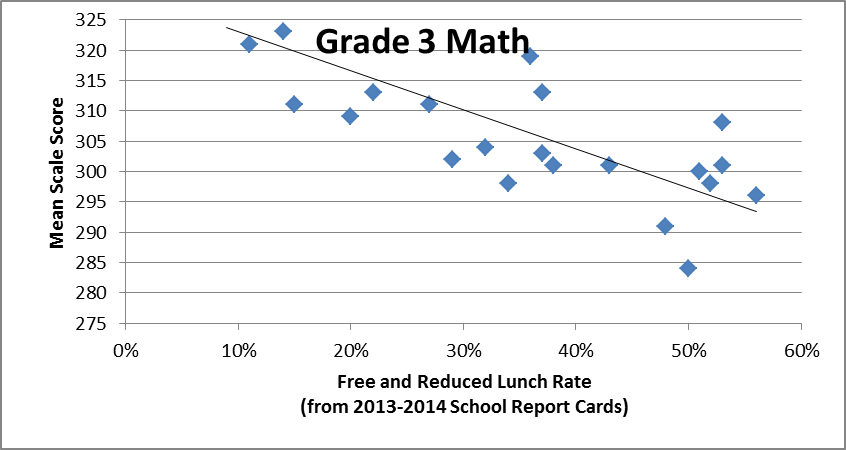 Grade 3 Math
325
320
315
310
305
300
295
290
285
280
275
Mean Scale Score
0% 10% 20% 30% 40% 50% 60%
Free and Reduced Lunch Rate
(from 2013-2014 School Report Cards)